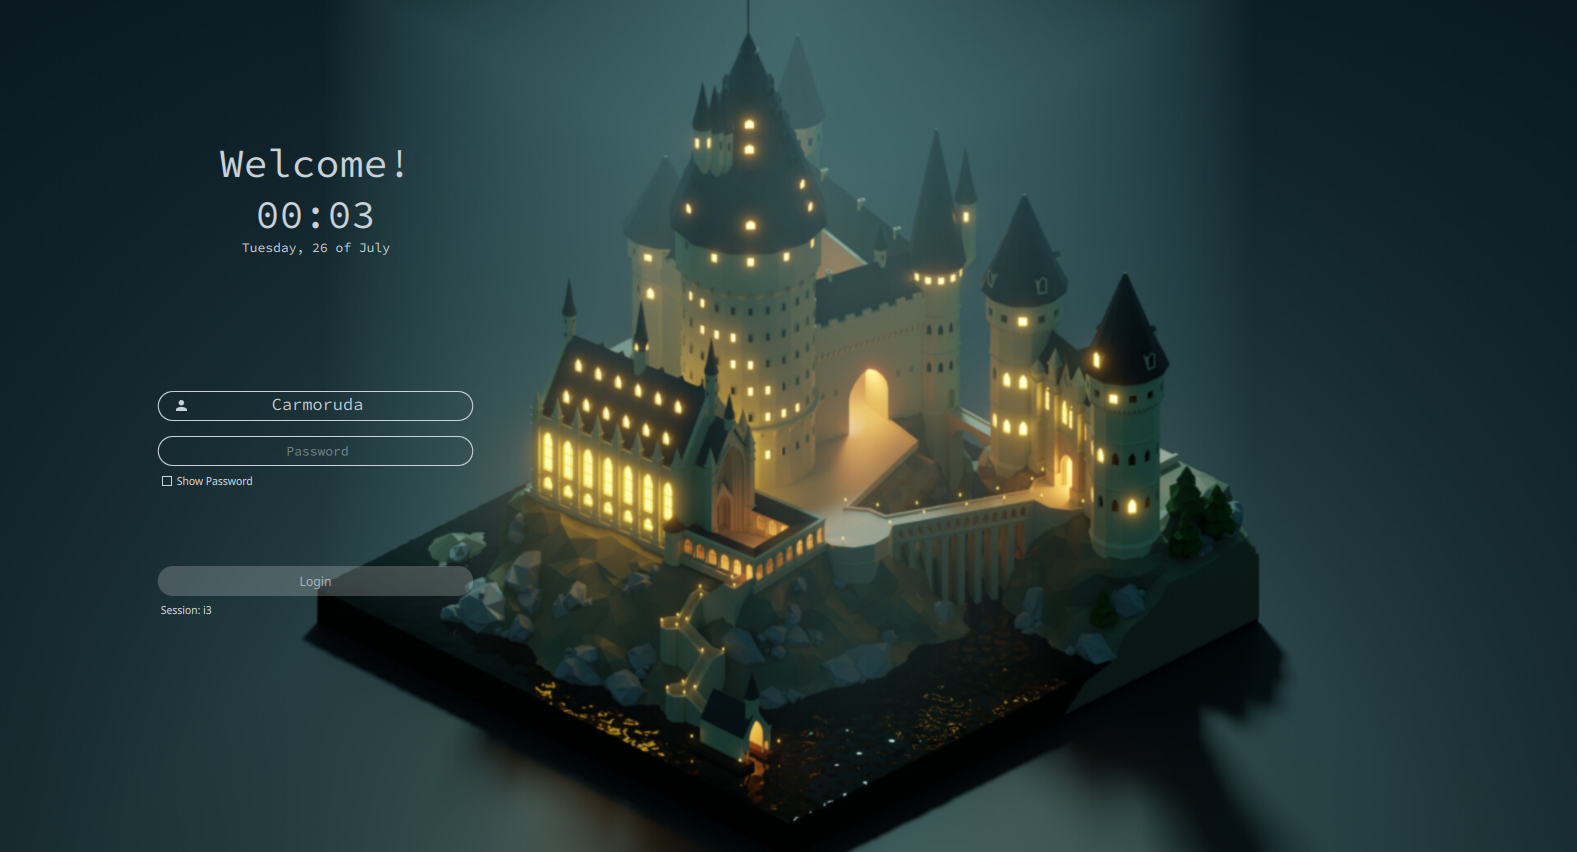 Welcome!
00:03
Tuesday, 26 of July
Carmoruda
Password
Show Password
Login
Session: i3